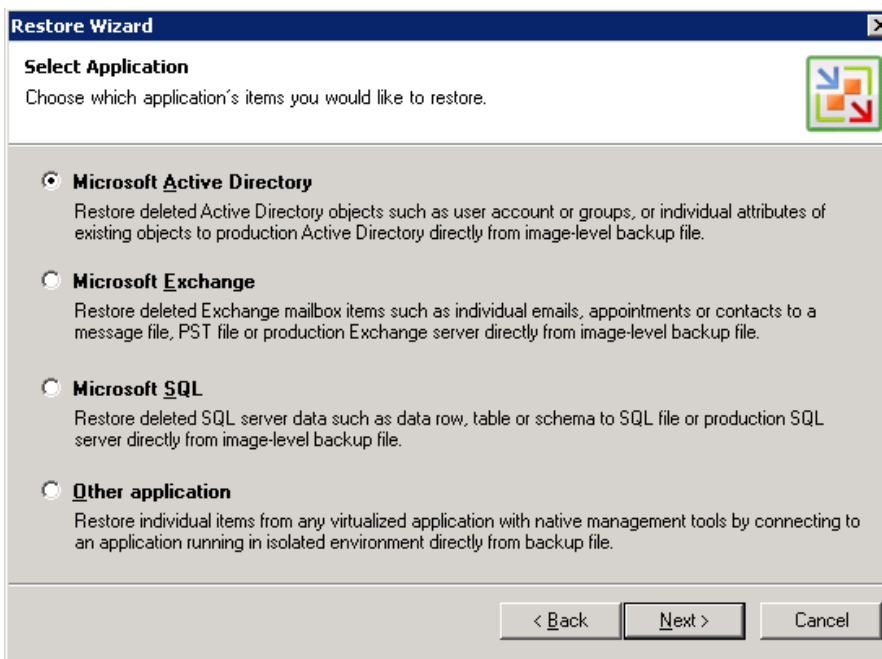 Restore Wizard
Select Application
Choose which application's items you would like to restore.
Microsoft Active Directory
Restore deleted Active Directory objects such as user account or groups, or individual attributes of
existing objects to production Active Directory directly from image-level backup file.
Microsoft Exchange
Restore deleted Exchange mailbox items such as individual emails, appointments or contacts to a
message file, PST file or production Exchange server directly from image-level backup file.
Microsoft SQL
Restore deleted SQL server data such as data row, table or schema to SQL file or production SQL
server directly from image-level backup file.
Other application
Restore individual items from any virtualized application with native management tools by connecting to
an application running in isolated environment directly from backup file.
< Back Next > Cancel